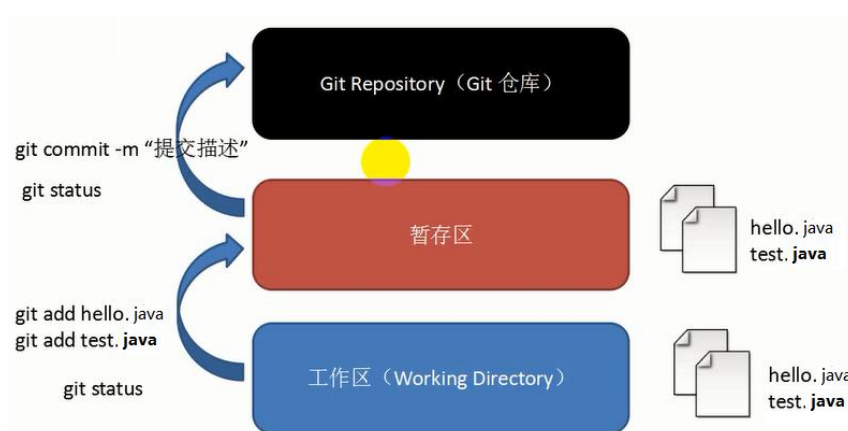 Git Repository（Git 仓库）
git commit -m “提交描述”
git status
暂存区
hello. java
test. java
git add hello. java
git add test. java
git status
工作区（Working Directory）
hello. java
test. java